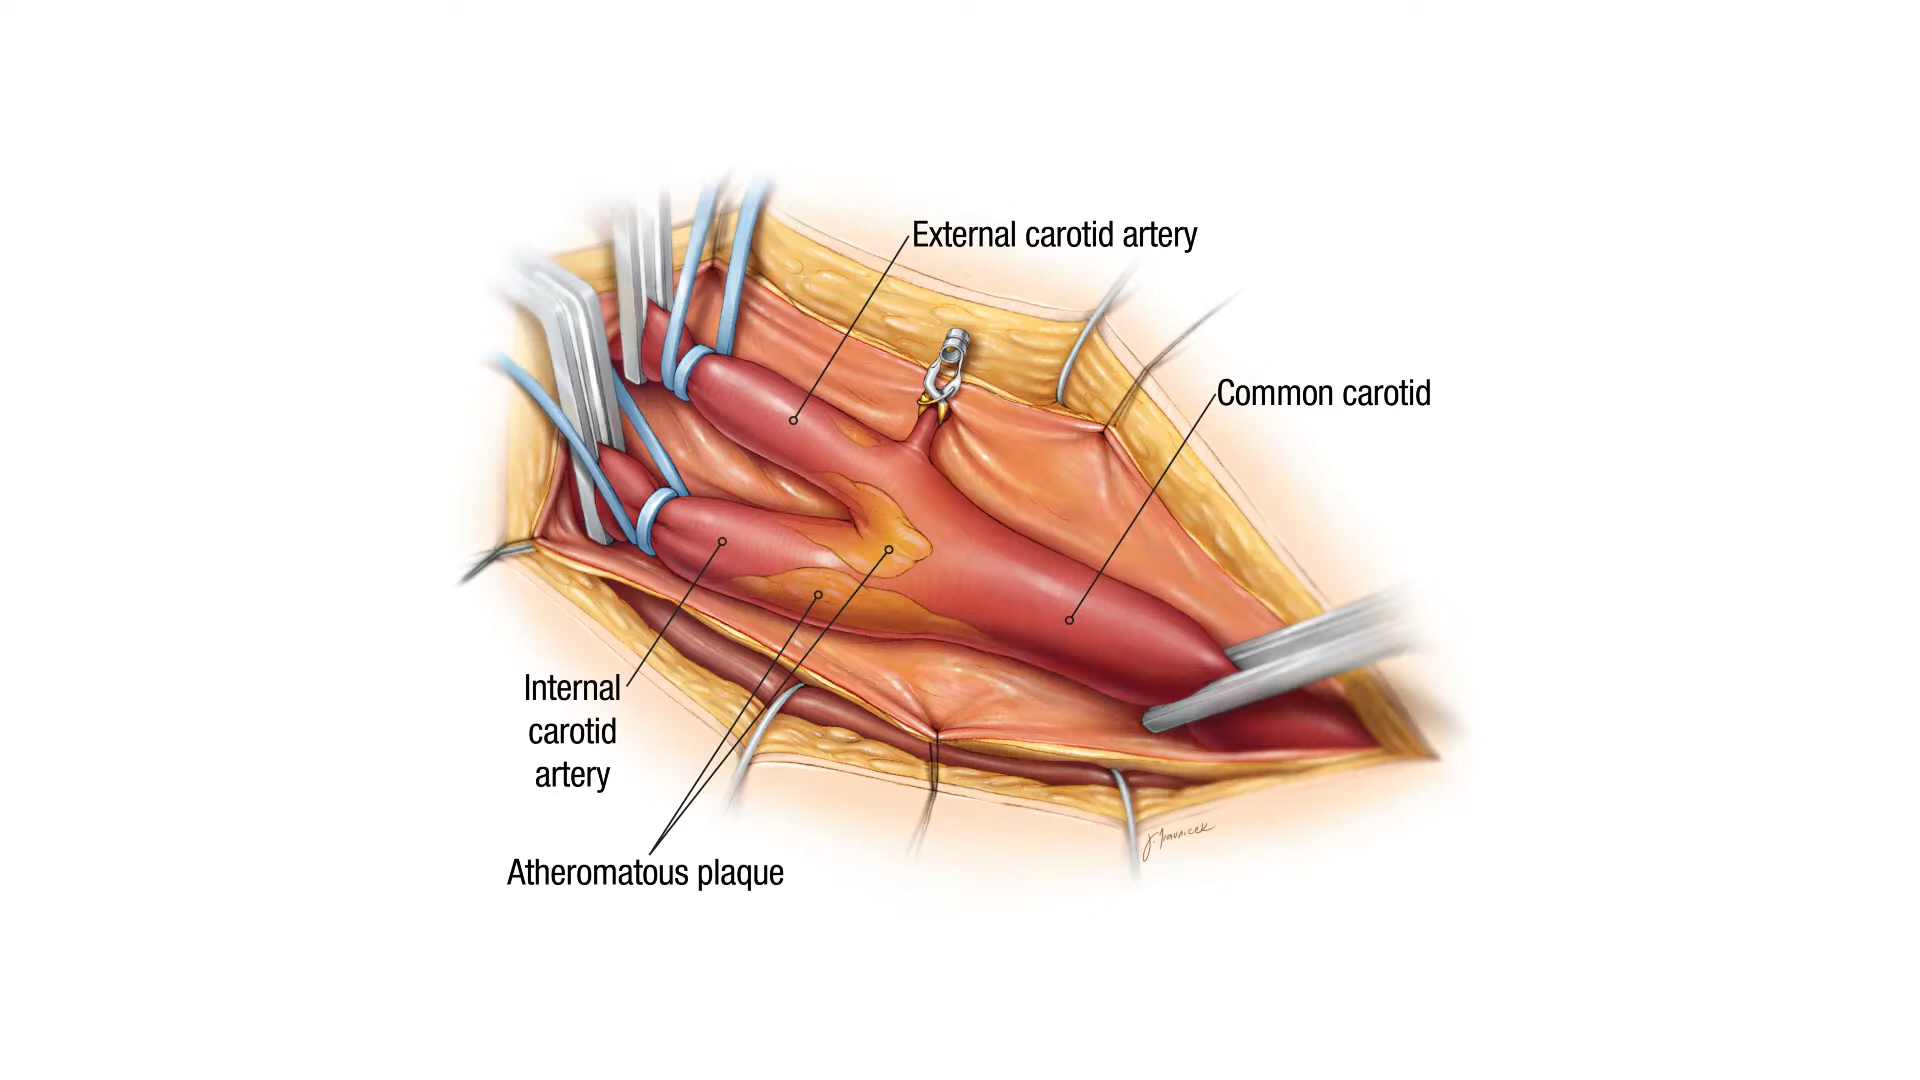 External carotid artery
Common carotid
Internal
carotid
artery
Atheromatous plaque